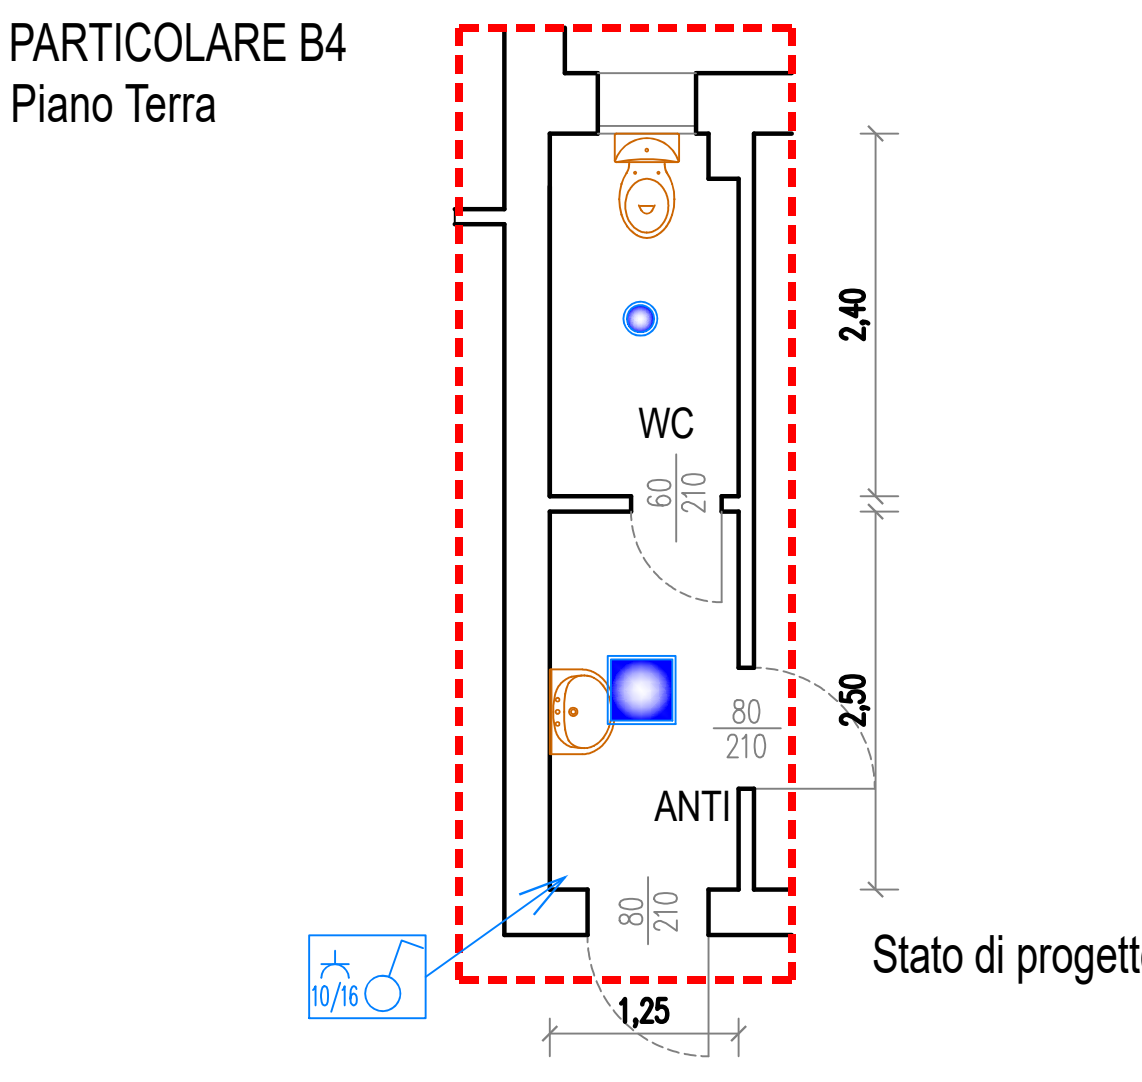 PARTICOLARE B4
Piano Terra
2,40
WC
60
210
2,50
80
210
ANTI
80
210
Stato di progett
10/16
1,25